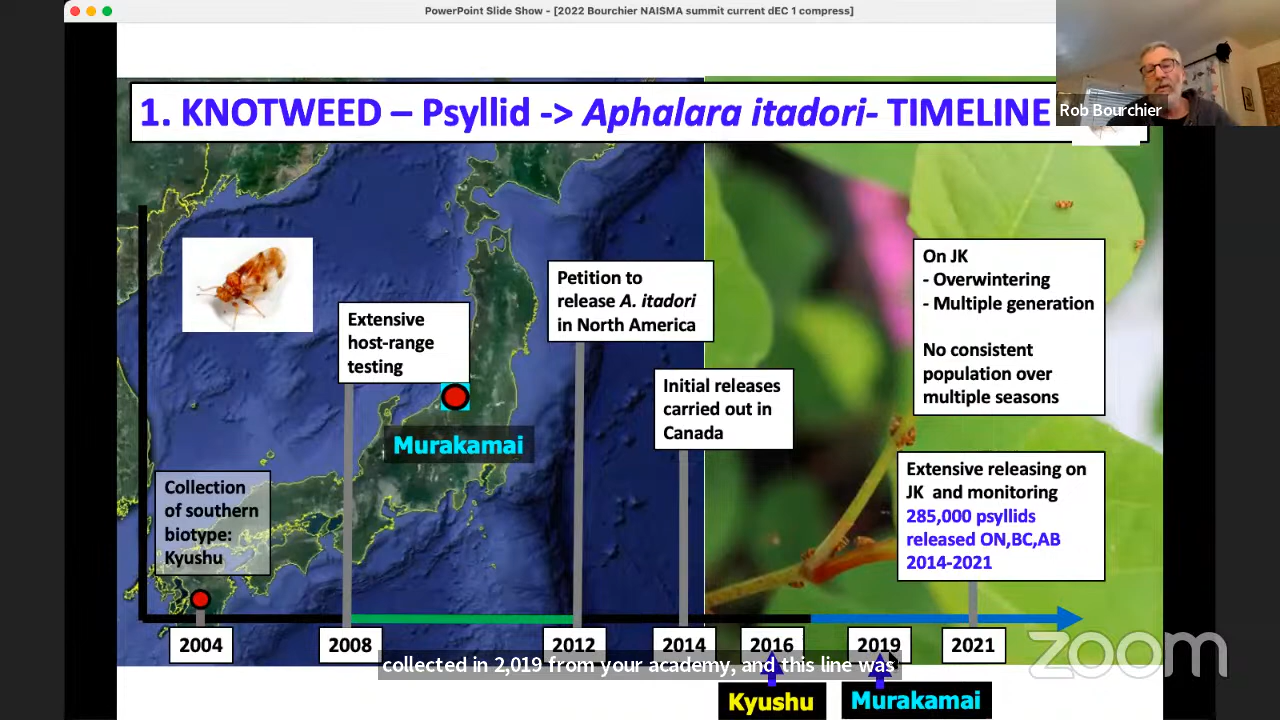 PowerPoint Slide Show - [2022 Bourchier NAISMA summit current dEC 1 compress]
Rob Bourchier
1. KNOTWEED – Psyllid -> Aphalara itadori- TIMELINE
On JK
- Overwintering
- Multiple generation
No consistent
population over
multiple seasons
Petition to
release A. itadori
in North America
Extensive
host-range
testing
Initial releases
carried out in
Canada
Murakamai
Extensive releasing on
JK and monitoring
285,000 psyllids
released ON,BC,AB
2014-2021
Collection
of southern
biotype:
Kyushu
2004
2008
2012
2014
2016
2019
2021
collected in 2,019 from your academy, and this line was
zoom
Kyushu
Murakamai